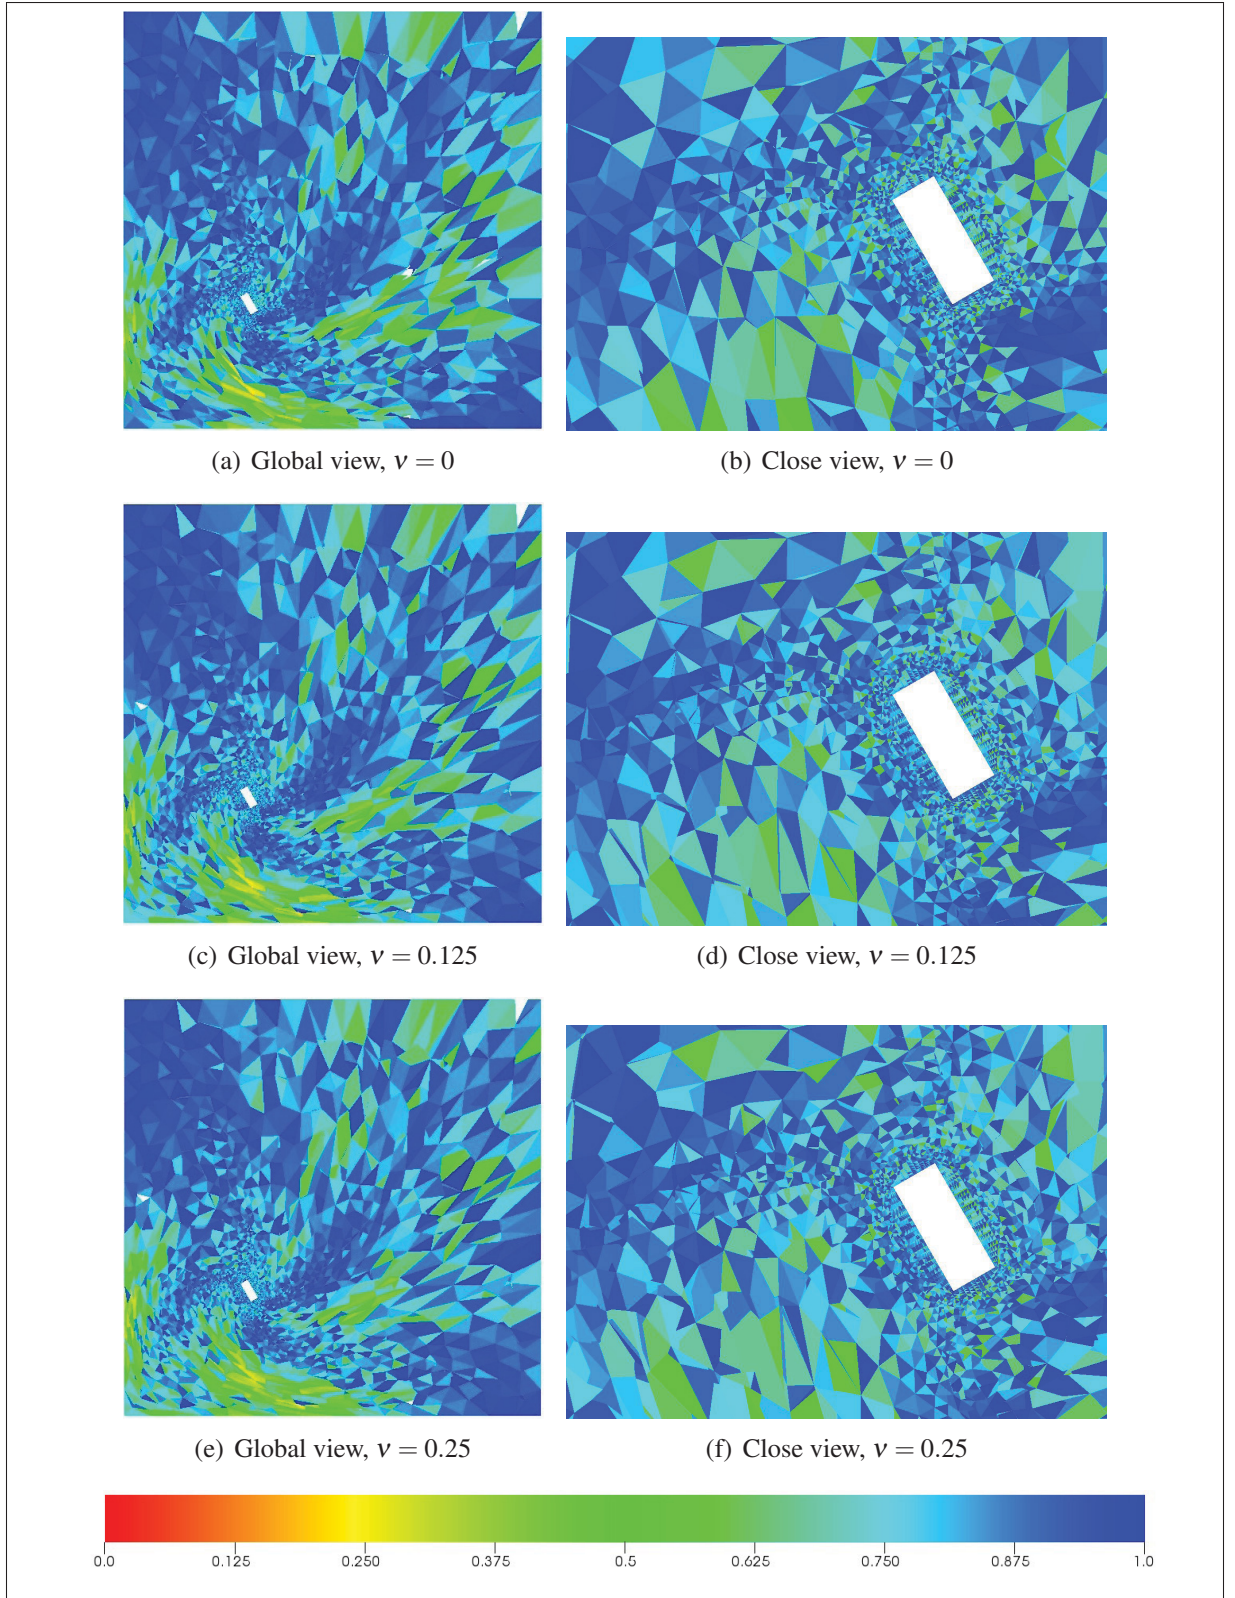 (a) Global view, ν = 0
(b) Close view, ν = 0
(c) Global view, ν = 0.125
(d) Close view, ν = 0.125
(e) Global view, ν = 0.25
(f) Close view, ν = 0.25
0.0 0.125 0.250 0.375 0.5 0.625 0.750 0.875 1.0